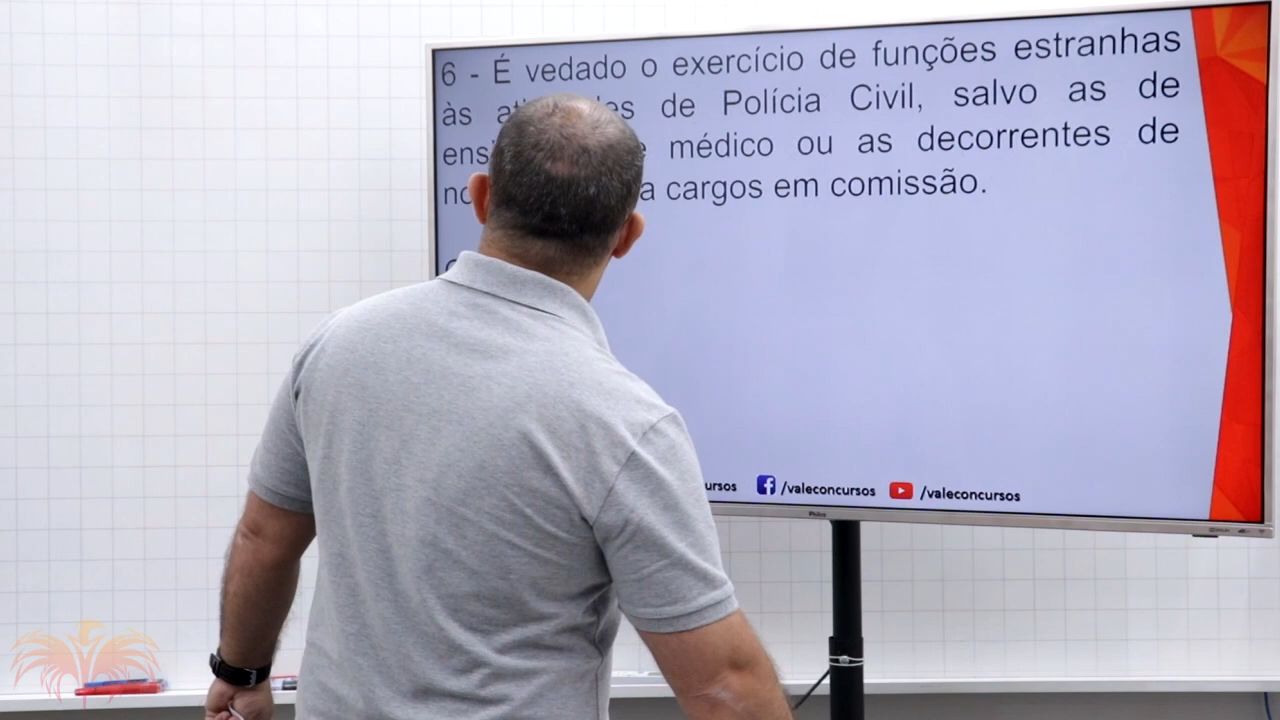 6 - É vedado o exercício de funções estranhas
às de Polícia Civil, salvo as de
médico ou as decorrentes de
a cargos em comissão.
/valeconcursos /valeconcursos
Philco